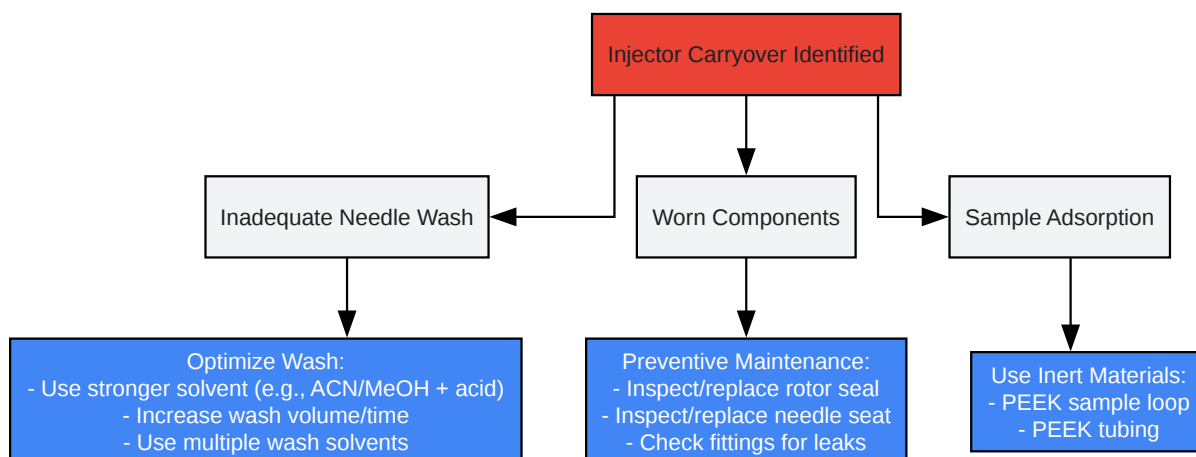 Injector Carryover Identified
Inadequate Needle Wash
Worn Components
Sample Adsorption
Optimize Wash:
- Use stronger solvent (e.g., ACN/MeOH + acid)
- Increase wash volume/time
- Use multiple wash solvents
Preventive Maintenance:
- Inspect/replace rotor seal
- Inspect/replace needle seat
- Check fittings for leaks
Use Inert Materials:
- PEEK sample loop
- PEEK tubing